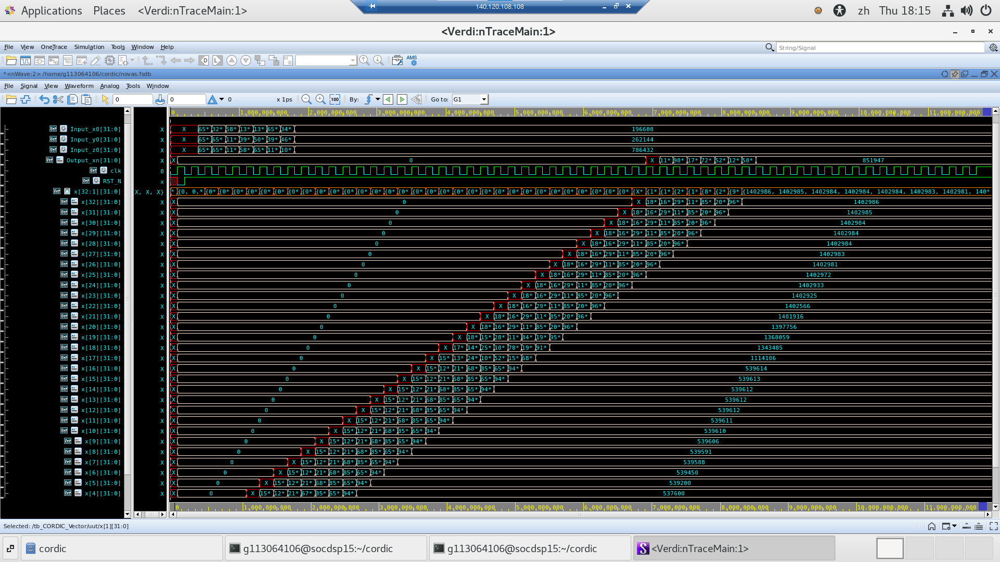 Applications Places <Verdi:nTraceMain:1> 140.120.108.108 zh Thu 18:15
<Verdi:nTraceMain:1>
File View OneTrace Simulation Tools Window Help String/Signal
D L AMS
*<nWave:2> /home/g113064106/cordic/novas.fsdb
File Signal View Waveform Analog Tools Window
0 0 0 x 1ps 100 By: Go to: G1
0 1,000,000,000 2,000,000,000 3,000,000,000 4,000,000,000 5,000,000,000 6,000,000,000 7,000,000,000 8,000,000,000 9,000,000,000 10,000,000,000 11,000,000,000
Input_x0[31:0] X X 65* 32* 58* 13* 13* 65* 34* 196608
Input_y0[31:0] X X 65* 65* 11* 39* 50* 39* 46* 262144
Input_z0[31:0] X X 65* 65* 11* 58* 65* 11* 10* 786432
Output_xn[31:0] X X 0 X 11* 98* 17* 72* 52* 12* 58* 851947
clk 0
RST_N x
x[32:1][31:0] X, X, X} * {0, 0,* {0* {0* {0* {0* {0* {0* {0* {0* {0* {0* {0* {0* {0* {0* {0* {0* {0* {0* {0* {0* {0* {0* {0* {0* {0* {0* {0* {0* {0* {0* {0* {X* {1* {1* {2* {1* {8* {2* {9* {1402986, 1402985, 1402984, 1402984, 1402984, 1402983, 1402981, 140*
x[32][31:0] X X 0 X 18* 16* 29* 11* 85* 20* 96* 1402986
x[31][31:0] X X 0 X 18* 16* 29* 11* 85* 20* 96* 1402985
x[30][31:0] X X 0 X 18* 16* 29* 11* 85* 20* 96* 1402984
x[29][31:0] X X 0 X 18* 16* 29* 11* 85* 20* 96* 1402984
x[28][31:0] X X 0 X 18* 16* 29* 11* 85* 20* 96* 1402984
x[27][31:0] X X 0 X 18* 16* 29* 11* 85* 20* 96* 1402983
x[26][31:0] X X 0 X 18* 16* 29* 11* 85* 20* 96* 1402981
x[25][31:0] X X 0 X 18* 16* 29* 11* 85* 20* 96* 1402972
x[24][31:0] X X 0 X 18* 16* 29* 11* 85* 20* 96* 1402933
x[23][31:0] X X 0 X 18* 16* 29* 11* 85* 20* 96* 1402925
x[22][31:0] X X 0 X 18* 16* 29* 11* 85* 20* 96* 1402566
x[21][31:0] X X 0 X 18* 16* 29* 11* 85* 20* 96* 1401916
x[20][31:0] X X 0 X 18* 16* 29* 11* 85* 20* 96* 1397756
x[19][31:0] X X 0 X 18* 15* 28* 11* 84* 19* 95* 1368059
x[18][31:0] X X 0 X 17* 14* 25* 10* 78* 19* 91* 1343485
x[17][31:0] X X 0 X 15* 13* 24* 10* 52* 15* 68* 1114106
x[16][31:0] X X 0 X 15* 12* 21* 68* 85* 65* 94* 539614
x[15][31:0] X X 0 X 15* 12* 21* 68* 85* 65* 94* 539613
x[14][31:0] X X 0 X 15* 12* 21* 68* 85* 65* 94* 539612
x[13][31:0] X X 0 X 15* 12* 21* 68* 85* 65* 94* 539612
x[12][31:0] X X 0 X 15* 12* 21* 68* 85* 65* 94* 539612
x[11][31:0] X X 0 X 15* 12* 21* 68* 85* 65* 94* 539611
x[10][31:0] X X 0 X 15* 12* 21* 68* 85* 65* 94* 539610
x[9][31:0] X X 0 X 15* 12* 21* 68* 85* 65* 94* 539606
x[8][31:0] X X 0 X 15* 12* 21* 68* 85* 65* 94* 539591
x[7][31:0] X X 0 X 15* 12* 21* 68* 85* 65* 94* 539588
x[6][31:0] X X 0 X 15* 12* 21* 68* 85* 65* 94* 539450
x[5][31:0] X X 0 X 15* 12* 21* 68* 85* 65* 94* 539200
x[4][31:0] X X 0 X 15* 12* 21* 67* 85* 65* 94* 537600
0 1,000,000,000 2,000,000,000 3,000,000,000 4,000,000,000 5,000,000,000 6,000,000,000 7,000,000,000 8,000,000,000 9,000,000,000 10,000,000,000 11,000,000,000
Selected: /tb_CORDIC_Vector/uut/x[1][31:0]
cordic g113064106@socdsp15:~/cordic g113064106@socdsp15:~/cordic <Verdi:nTraceMain:1>